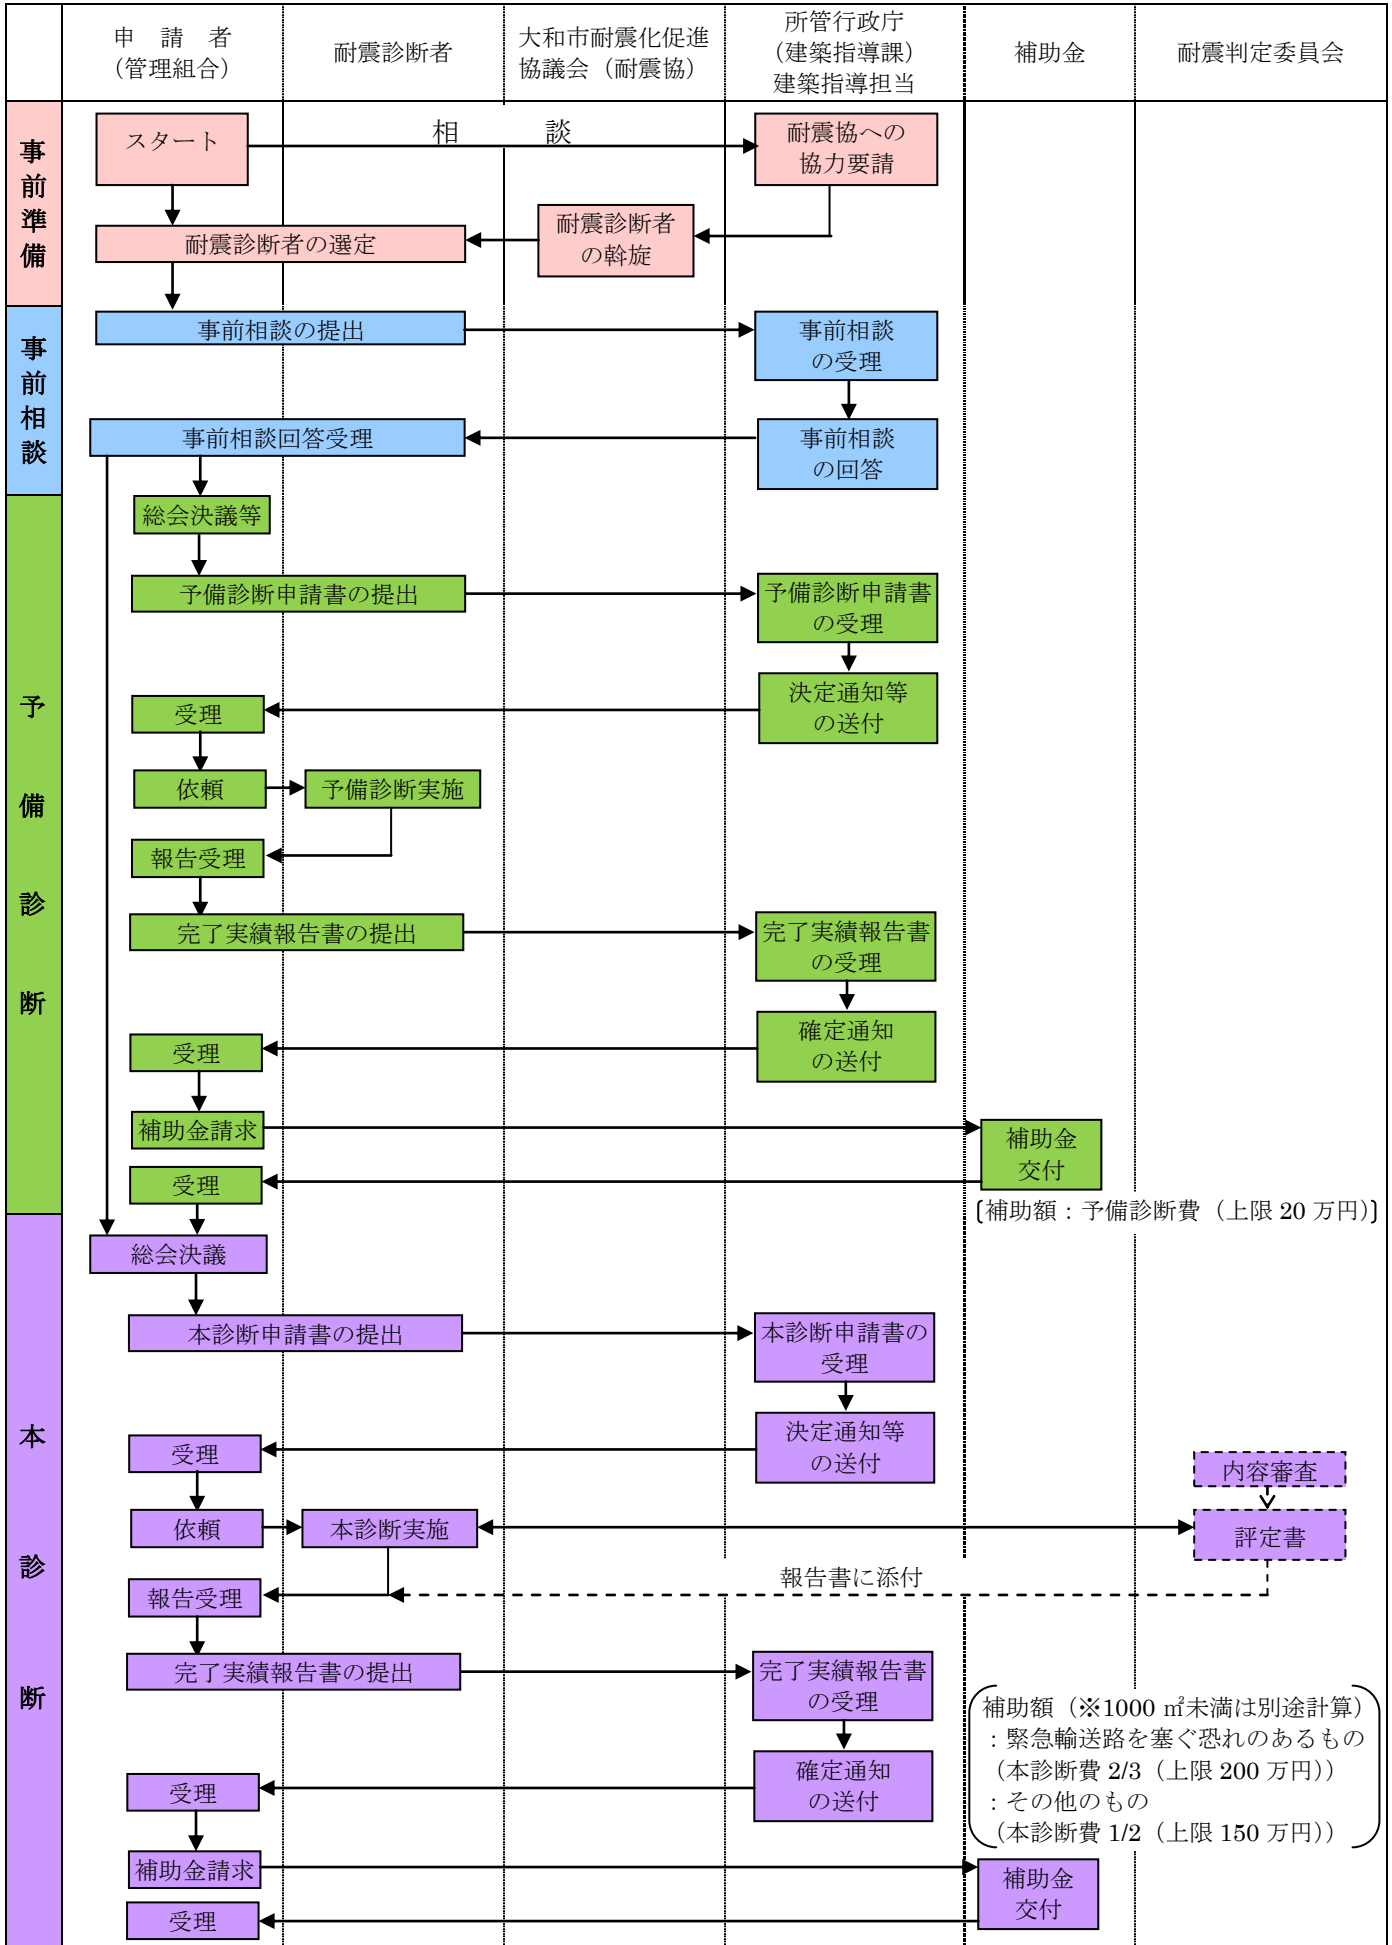 申　請　者
（管理組合）
耐震診断者
大和市耐震化促進
協議会（耐震協）
所管行政庁
（建築指導課）
建築指導担当
補助金
耐震判定委員会
事前準備
スタート
相　　　談
耐震協への
協力要請
耐震診断者
の斡旋
耐震診断者の選定
事前相談
事前相談の提出
事前相談
の受理
事前相談回答受理
事前相談
の回答
予備診断
総会決議等
予備診断申請書の提出
予備診断申請書
の受理
決定通知等
の送付
受理
依頼
予備診断実施
報告受理
完了実績報告書の提出
完了実績報告書
の受理
確定通知
の送付
受理
補助金請求
補助金
交付
受理
〔補助額：予備診断費（上限 20 万円）〕
本診断
総会決議
本診断申請書の提出
本診断申請書の
受理
決定通知等
の送付
受理
内容審査
依頼
本診断実施
評定書
報告書に添付
報告受理
完了実績報告書の提出
完了実績報告書
の受理
補助額（※1000 ㎡未満は別途計算）
：緊急輸送路を塞ぐ恐れのあるもの
（本診断費 2/3（上限 200 万円））
：その他のもの
（本診断費 1/2（上限 150 万円））
確定通知
の送付
受理
補助金請求
補助金
交付
受理